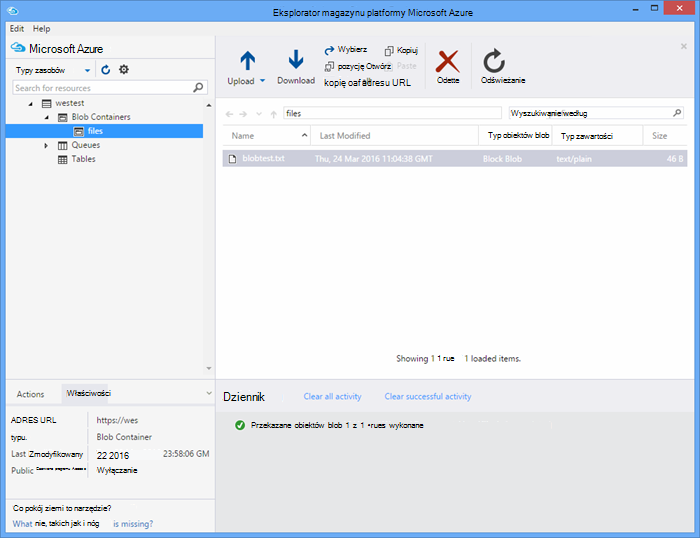 Eksplorator magazynu platformy Microsoft Azure
Edit Help
Microsoft Azure
Typy zasobów
Search for resources
westest
Blob Containers
files
Queues
Tables
Upload
Download
Wybierz
pozycję Otwórz
kopię oaf adresu URL
Kopiuj
Paste
Odette
Odświeżanie
files
Wyszukiwanie/według
Name Last Modified Typ obiektów blob Typ zawartości Size
blobtest.txt Thu, 24 Mar 2016 11:04:38 GMT Block Blob text/plain 46 B
Showing 1 1 rue 1 loaded items.
Actions Właściwości
ADRES URL https://wes
typu. Blob Container
Last Zmodyfikowany 22 2016 23:58:06 GM
Public Wyłączanie
Co pokój ziemi to narzędzie?
What nie, takich jak i nóg is missing?
Dziennik Clear all activity Clear successful activity
Przekazane obiektów blob 1 z 1 •rues wykonane